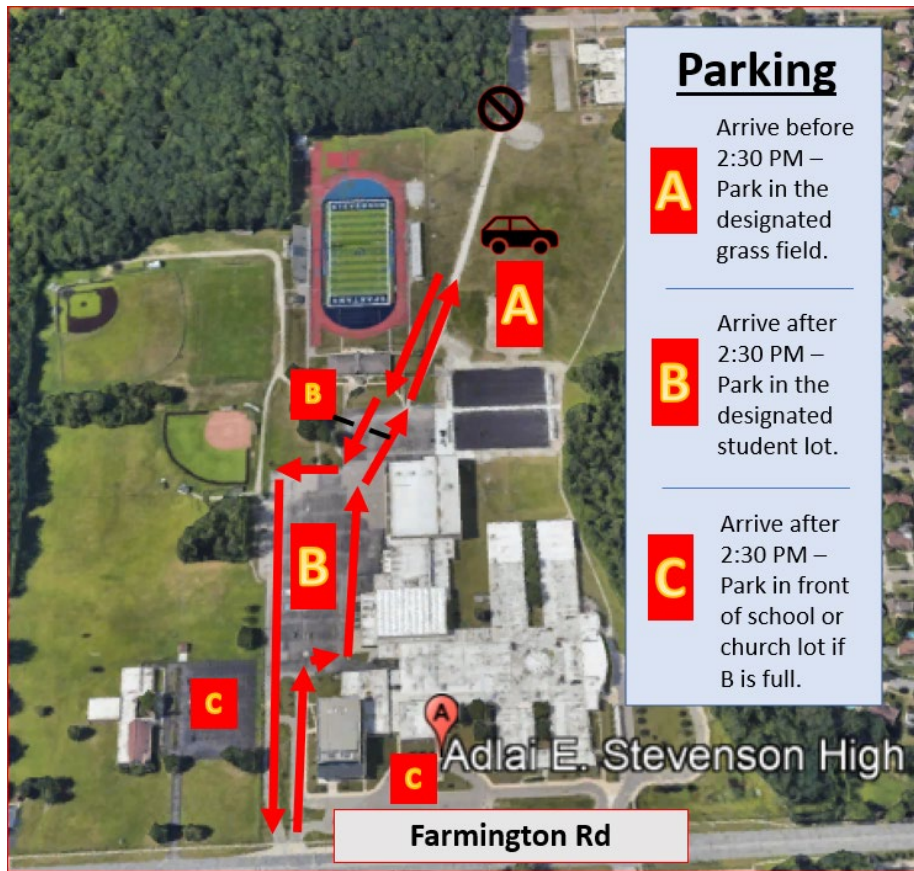 Parking
A
Arrive before
2:30 PM –
Park in the
designated
grass field.
B
Arrive after
2:30 PM –
Park in the
designated
student lot.
C
Arrive after
2:30 PM –
Park in front
of school or
church lot if
B is full.
A
B
B
C
C
A
Adlai E. Stevenson High
Farmington Rd
SPARTANS